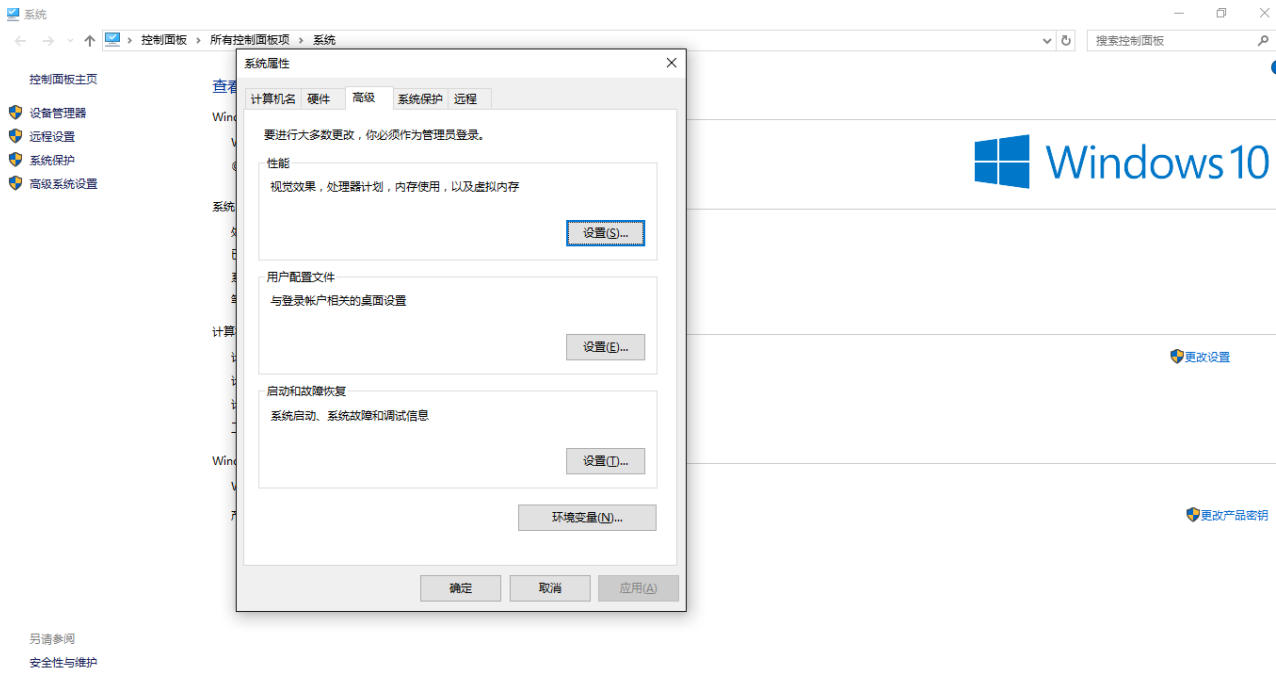 系统
控制面板 › 所有控制面板项 › 系统
搜索控制面板
控制面板主页
设备管理器
远程设置
系统保护
高级系统设置
系统属性
计算机名 硬件 高级 系统保护 远程
要进行大多数更改，你必须作为管理员登录。
性能
视觉效果，处理器计划，内存使用，以及虚拟内存
设置(S)...
用户配置文件
与登录帐户相关的桌面设置
设置(E)...
启动和故障恢复
系统启动、系统故障和调试信息
设置(T)...
环境变量(N)...
确定 取消 应用(A)
查看
Wind
系统
计算
Wind
Windows 10
更改设置
更改产品密钥
另请参阅
安全性与维护